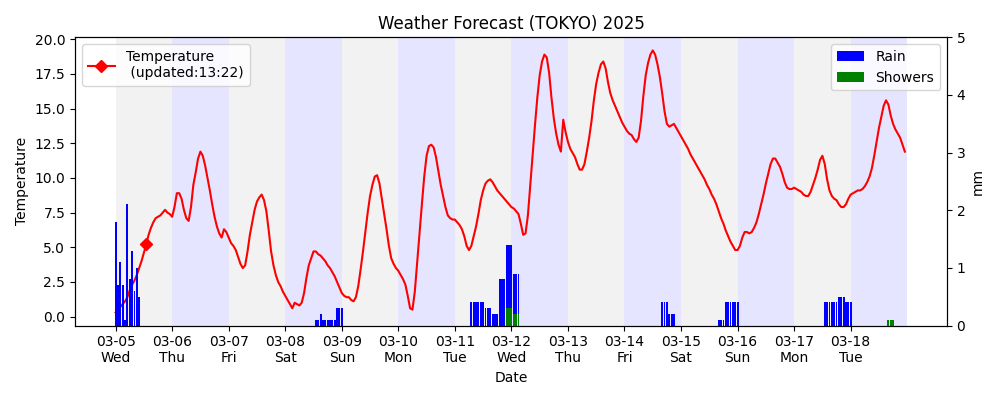 Weather Forecast (TOKYO) 2025
Temperature
(updated:13:22)
Rain
Showers
20.0
17.5
15.0
12.5
10.0
7.5
5.0
2.5
0.0
Temperature
5
4
3
2
1
0
mm
03-05 03-06 03-07 03-08 03-09 03-10 03-11 03-12 03-13 03-14 03-15 03-16 03-17 03-18
Wed Thu Fri Sat Sun Mon Tue Wed Thu Fri Sat Sun Mon Tue
Date